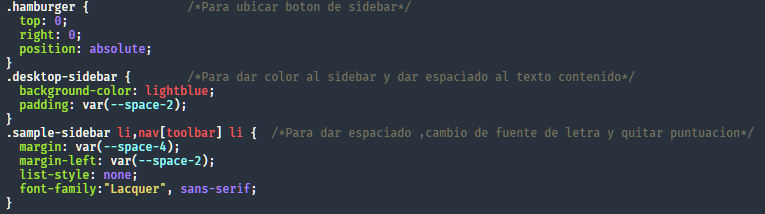 .hamburger {              /*Para ubicar boton de sidebar*/
  top: 0;
  right: 0;
  position: absolute;
}
.desktop-sidebar {        /*Para dar color al sidebar y dar espaciado al texto contenido*/
  background-color: lightblue;
  padding: var(--space-2);
}
.sample-sidebar li,nav[toolbar] li {  /*Para dar espaciado ,cambio de fuente de letra y quitar puntuacion*/
  margin: var(--space-4);
  margin-left: var(--space-2);
  list-style: none;
  font-family:"Lacquer", sans-serif;
}